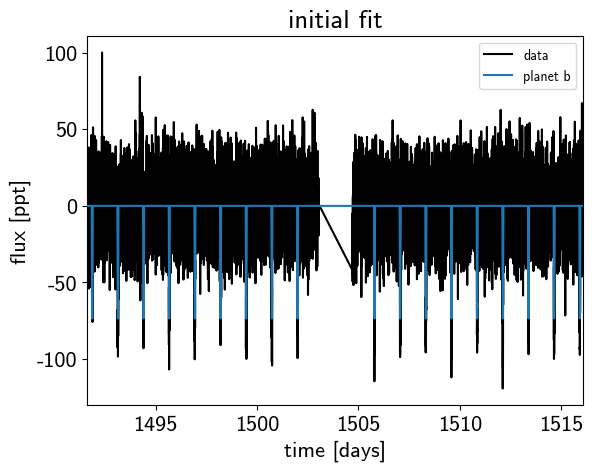 initial fit
data
planet b
100
50
0
-50
-100
flux [ppt]
1495
1500
1505
1510
1515
time [days]